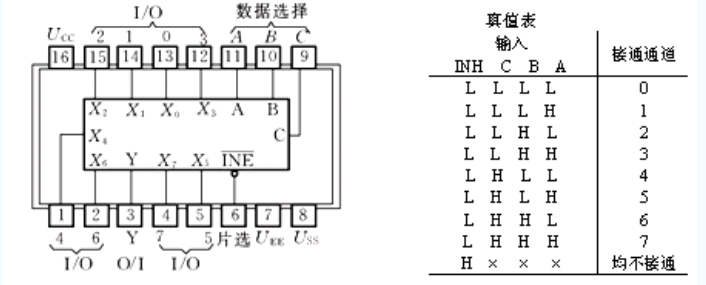 I/O 数据选择
UCC 2 1 0 3 A B C
16 15 14 13 12 11 10 9
X2 X1 X0 X3 A B
X4 C
X6 Y X7 X5 INE
1 2 3 4 5 6 7 8
4 6 Y 7 5 片选 UEE USS
I/O O/I I/O
真值表
输入 接通通道
INH C B A
L L L L 0
L L L H 1
L L H L 2
L L H H 3
L H L L 4
L H L H 5
L H H L 6
L H H H 7
H × × × 均不接通